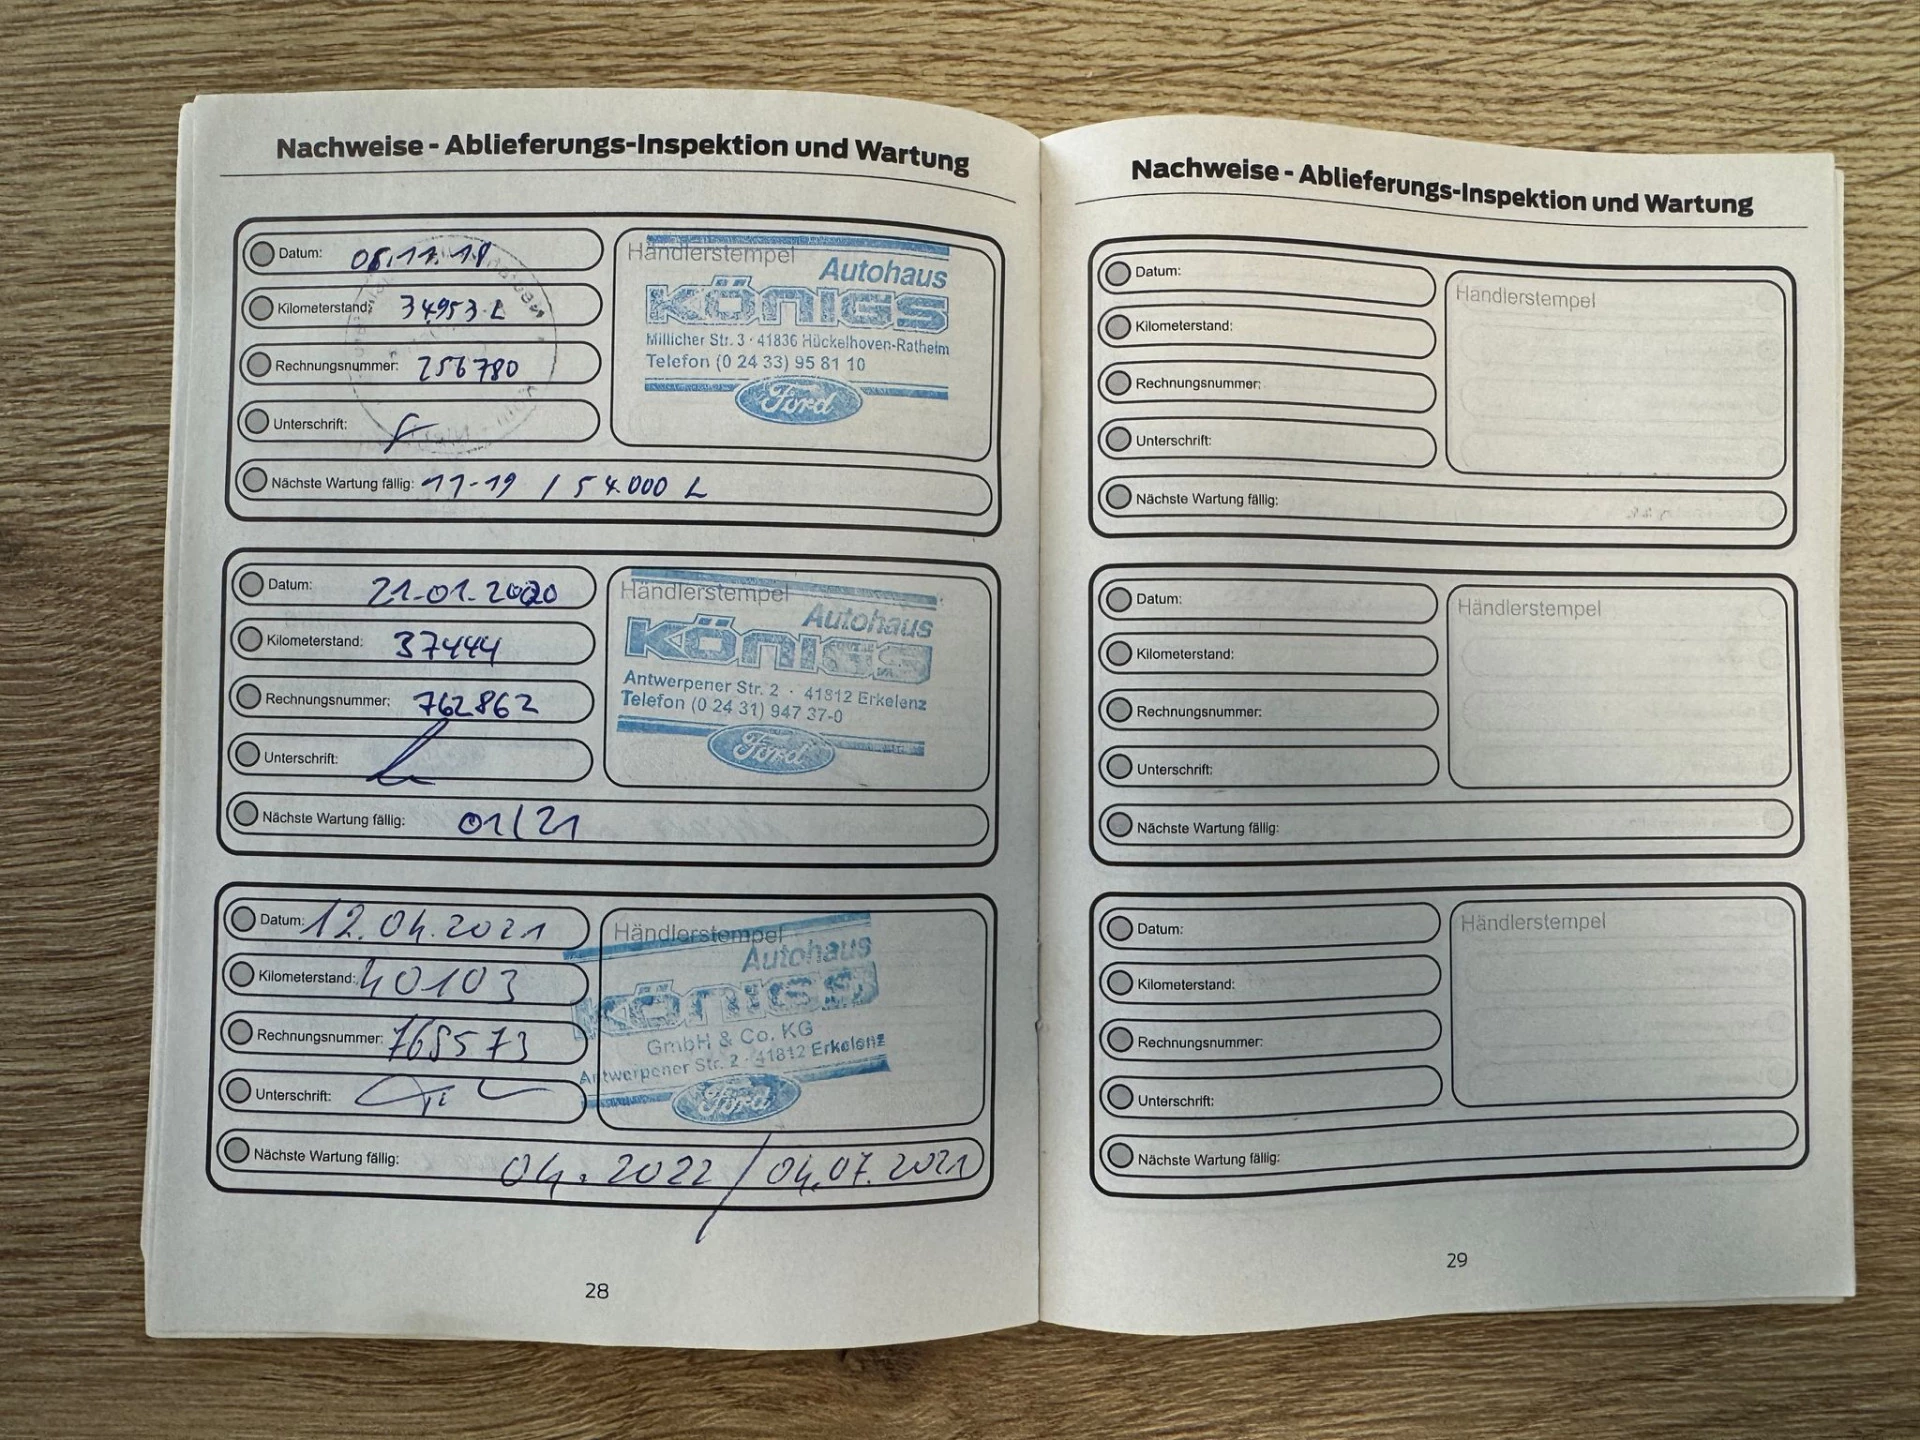 Nachweise - Ablieferungs-Inspektion und Wartung
Datum: 05.11.18
Kilometerstand: 34953 L
Rechnungsnummer: 256780
Unterschrift:
Nächste Wartung fällig: 11-19 / 54.000 L
Händlerstempel
Autohaus
KÖNIGS
Millicher Str. 3 · 41836 Hückelhoven-Ratheim
Telefon (0 24 33) 95 81 10
Ford
Datum: 21-01-2020
Kilometerstand: 37444
Rechnungsnummer: 762862
Unterschrift:
Nächste Wartung fällig: 01/21
Händlerstempel
Autohaus
KÖNIGS
Antwerpener Str. 2 · 41812 Erkelenz
Telefon (0 24 31) 947 37-0
Ford
Datum: 12.04.2021
Kilometerstand: 40103
Rechnungsnummer: 768573
Unterschrift:
Nächste Wartung fällig: 04.2022 / 04.07.2021
Händlerstempel
Autohaus
KÖNIGS
GmbH & Co. KG
Antwerpener Str. 2 · 41812 Erkelenz
Ford
28
Nachweise - Ablieferungs-Inspektion und Wartung
Datum:
Kilometerstand:
Rechnungsnummer:
Unterschrift:
Nächste Wartung fällig:
Händlerstempel
Datum:
Kilometerstand:
Rechnungsnummer:
Unterschrift:
Nächste Wartung fällig:
Händlerstempel
Datum:
Kilometerstand:
Rechnungsnummer:
Unterschrift:
Nächste Wartung fällig:
Händlerstempel
29